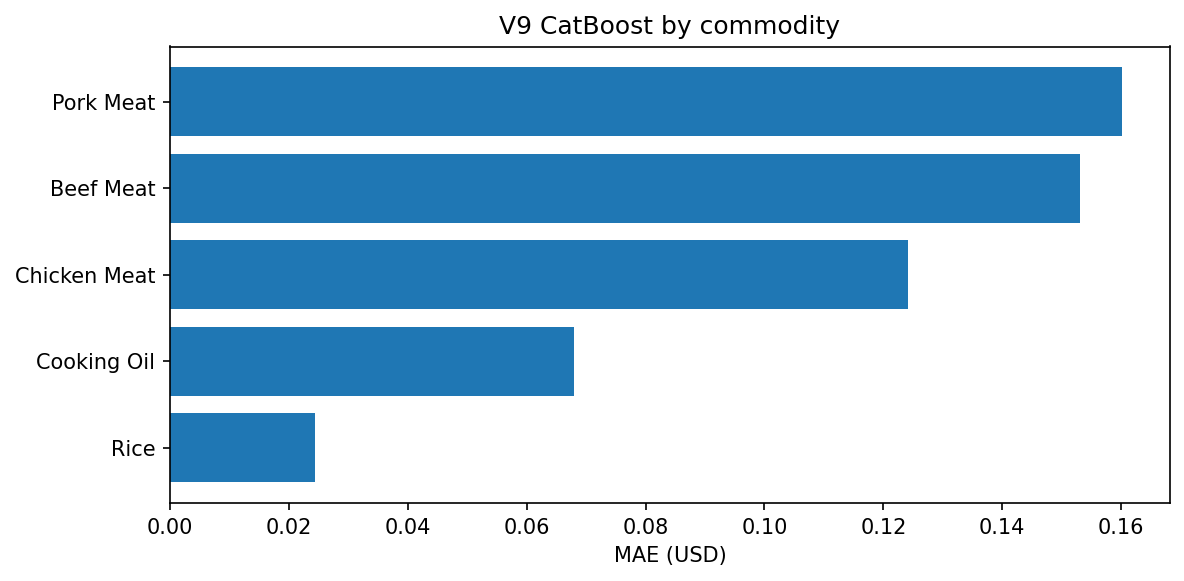 V9 CatBoost by commodity
Pork Meat
Beef Meat
Chicken Meat
Cooking Oil
Rice
0.00 0.02 0.04 0.06 0.08 0.10 0.12 0.14 0.16
MAE (USD)